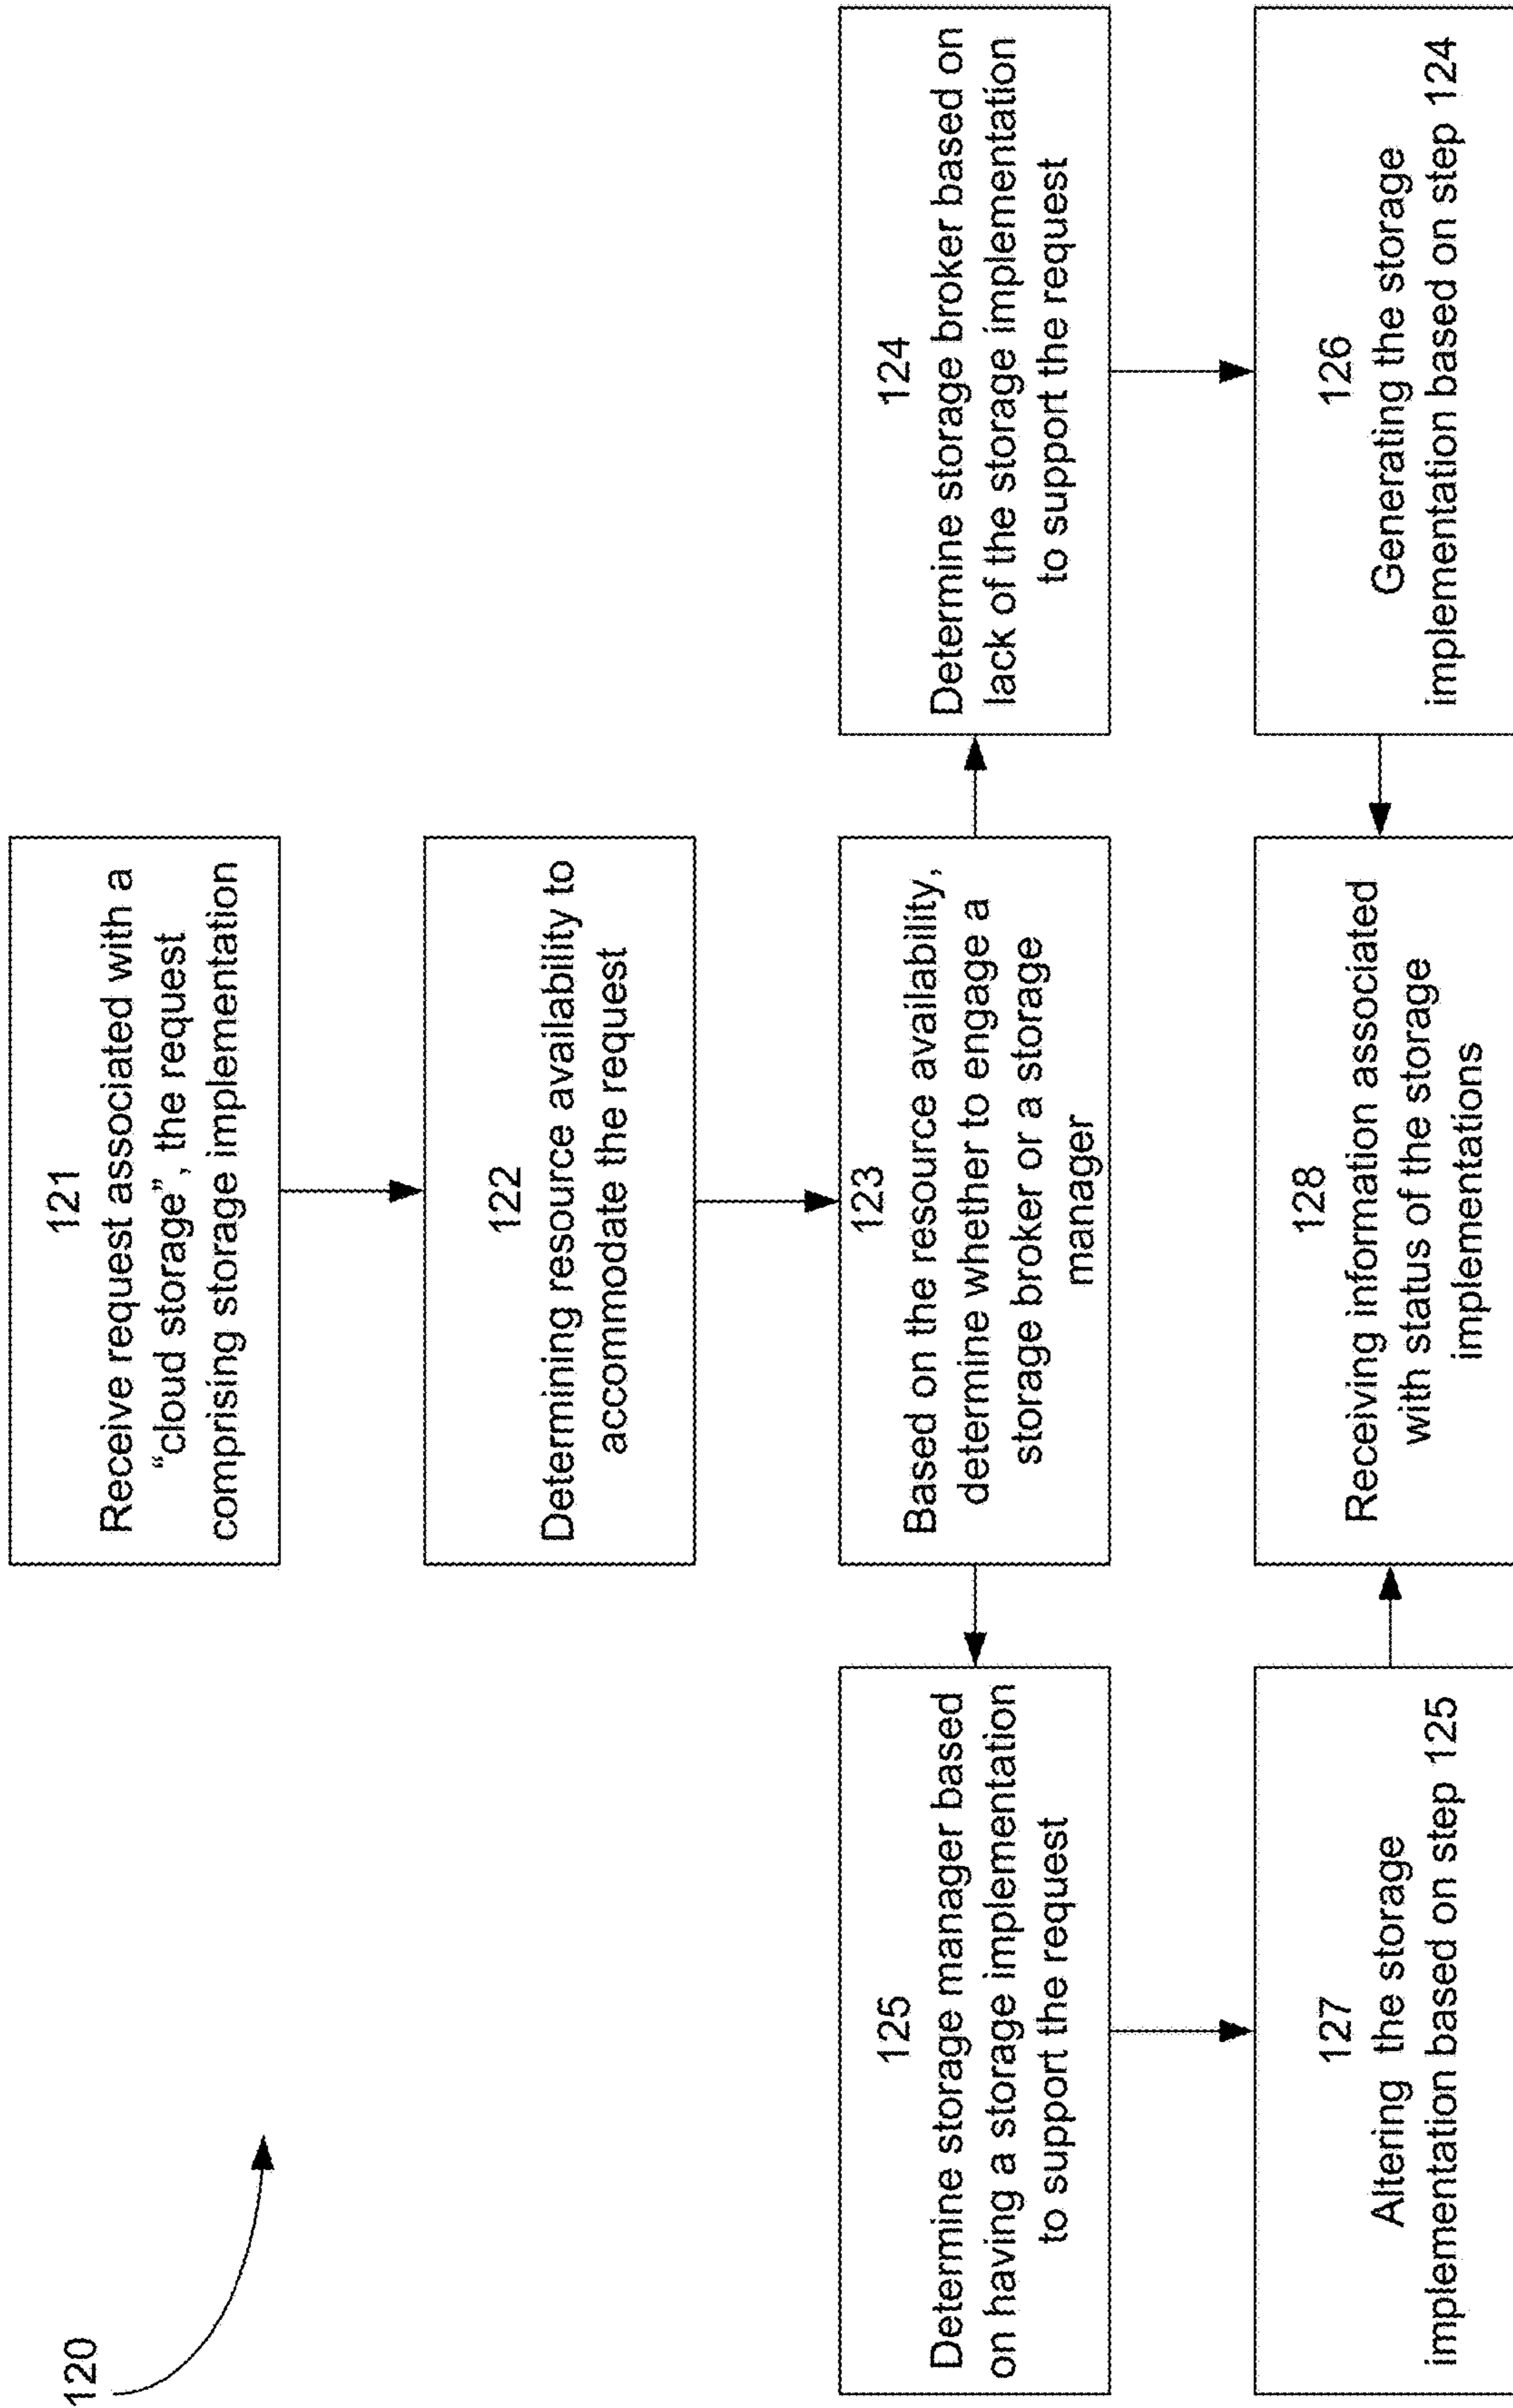 120
121
Receive request associated with a
“cloud storage”, the request
comprising storage implementation
122
Determining resource availability to
accommodate the request
123
Based on the resource availability,
determine whether to engage a
storage broker or a storage
manager
125
Determine storage manager based
on having a storage implementation
to support the request
124
Determine storage broker based on
lack of the storage implementation
to support the request
127
Altering the storage
implementation based on step 125
128
Receiving information associated
with status of the storage
implementations
126
Generating the storage
implementation based on step 124